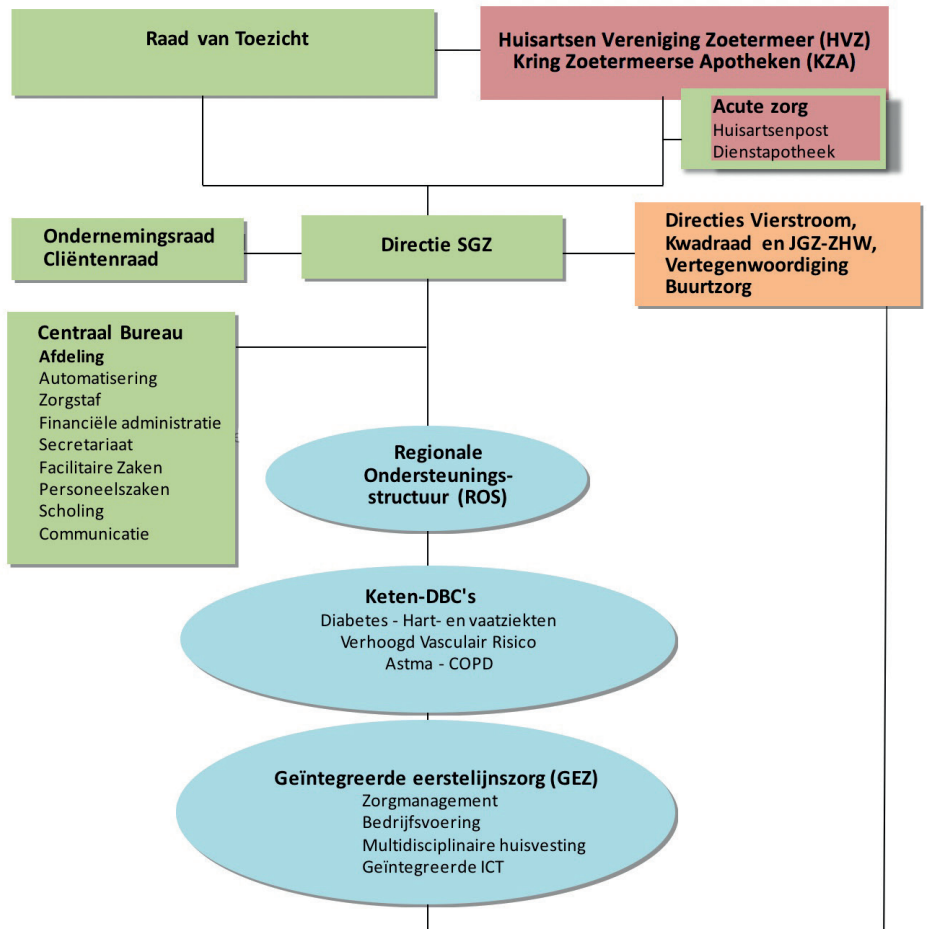 Raad van Toezicht
Huisartsen Vereniging Zoetermeer (HVZ)
Kring Zoetermeerse Apotheken (KZA)
Acute zorg
Huisartsenpost
Dienstapotheek
Ondernemingsraad
Cliëntenraad
Directie SGZ
Directies Vierstroom,
Kwadraad en JGZ-ZHW,
Vertegenwoordiging
Buurtzorg
Centraal Bureau
Afdeling
Automatisering
Zorgstaf
Financiële administratie
Secretariaat
Facilitaire Zaken
Personeelszaken
Scholing
Communicatie
Regionale
Ondersteunings-
structuur (ROS)
Keten-DBC's
Diabetes - Hart- en vaatziekten
Verhoogd Vasculair Risico
Astma - COPD
Geïntegreerde eerstelijnszorg (GEZ)
Zorgmanagement
Bedrijfsvoering
Multidisciplinaire huisvesting
Geïntegreerde ICT